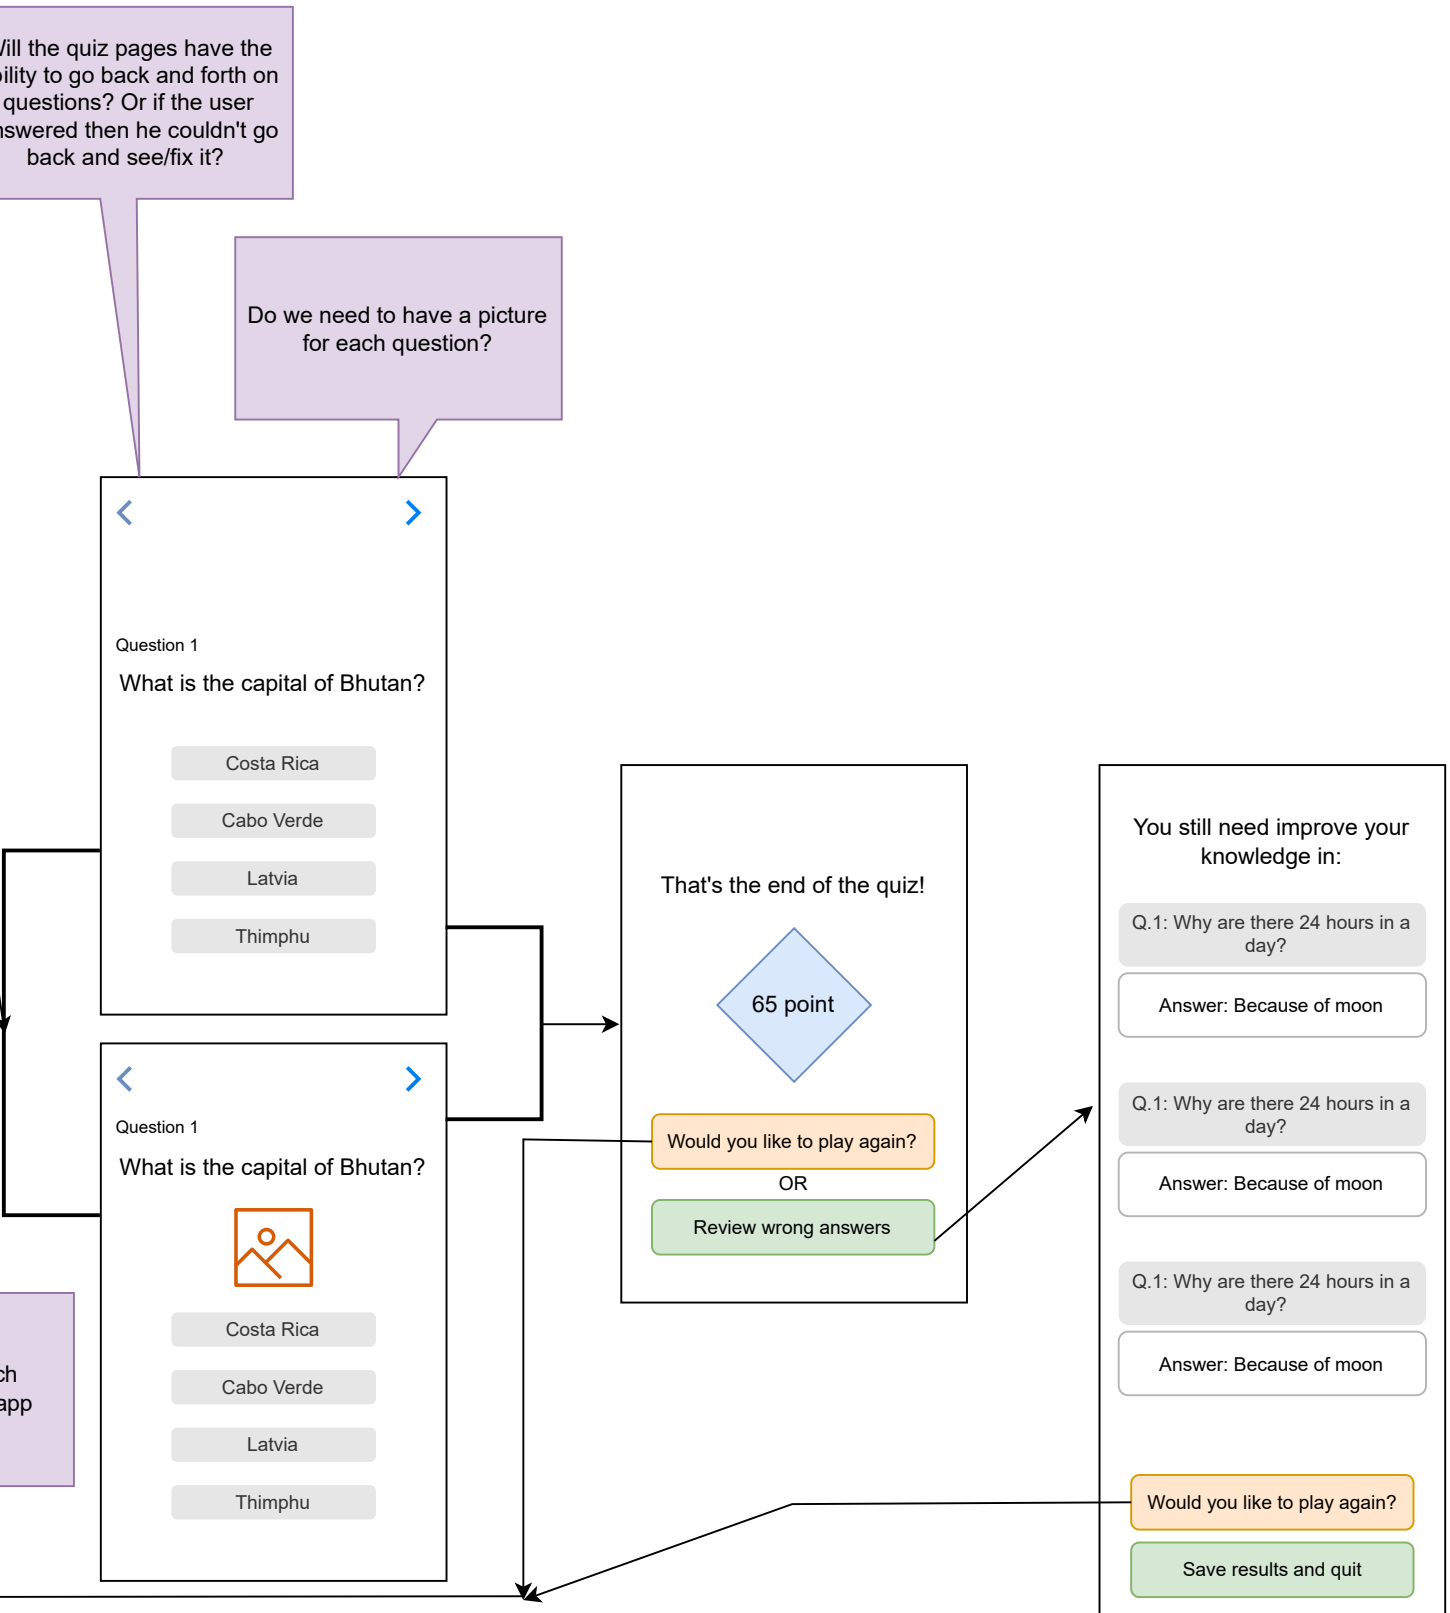 the quiz pages have the
to go back and forth on
questions? Or if the user
then he couldn't go
back and see/fix it?
Do we need to have a picture
for each question?
Question 1
What is the capital of Bhutan?
Costa Rica
Cabo Verde
Latvia
Thimphu
Question 1
What is the capital of Bhutan?
Costa Rica
Cabo Verde
Latvia
Thimphu
app
That's the end of the quiz!
65 point
Would you like to play again?
OR
Review wrong answers
You still need improve your
knowledge in:
Q.1: Why are there 24 hours in a
day?
Answer: Because of moon
Q.1: Why are there 24 hours in a
day?
Answer: Because of moon
Q.1: Why are there 24 hours in a
day?
Answer: Because of moon
Would you like to play again?
Save results and quit